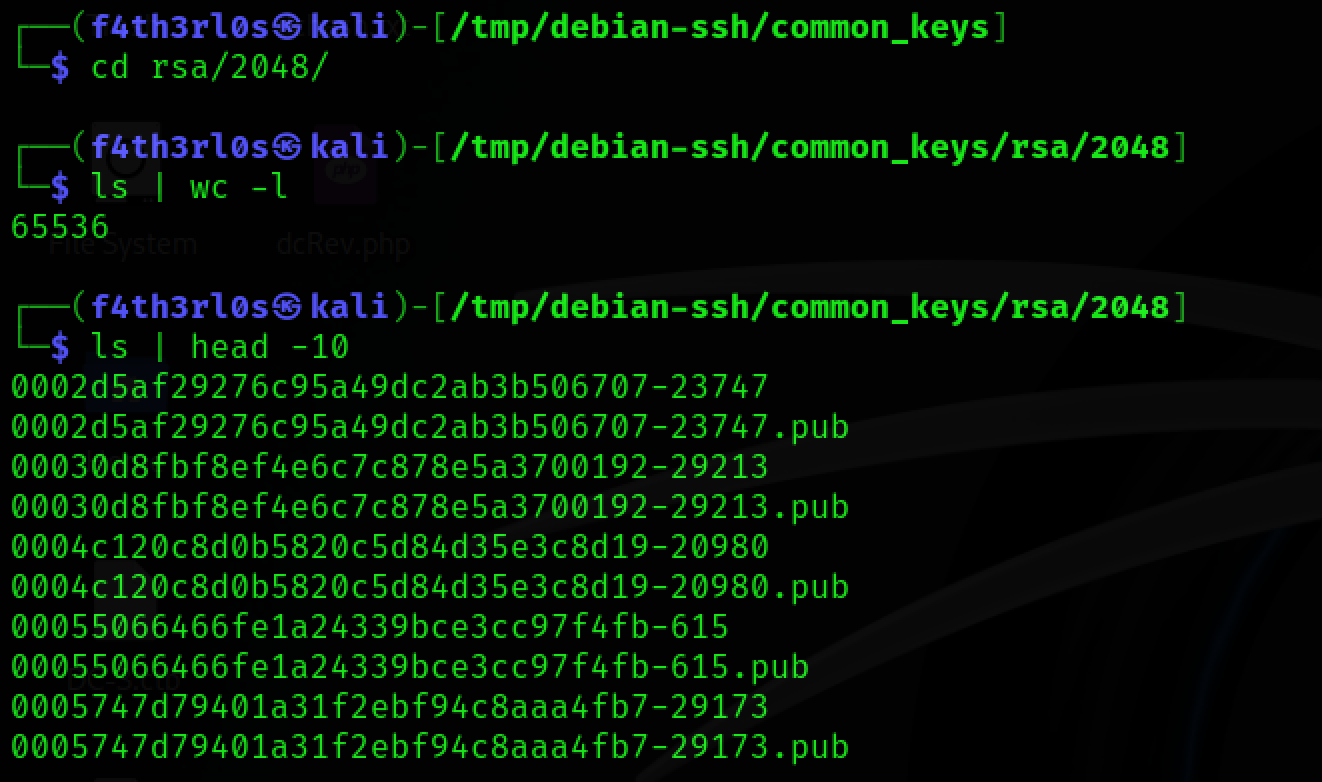 ┌──(f4th3rl0s㉿kali)-[/tmp/debian-ssh/common_keys]
└─$ cd rsa/2048/
┌──(f4th3rl0s㉿kali)-[/tmp/debian-ssh/common_keys/rsa/2048]
└─$ ls | wc -l
65536
File System dcRev.php
┌──(f4th3rl0s㉿kali)-[/tmp/debian-ssh/common_keys/rsa/2048]
└─$ ls | head -10
0002d5af29276c95a49dc2ab3b506707-23747
0002d5af29276c95a49dc2ab3b506707-23747.pub
00030d8fbf8ef4e6c7c878e5a3700192-29213
00030d8fbf8ef4e6c7c878e5a3700192-29213.pub
0004c120c8d0b5820c5d84d35e3c8d19-20980
0004c120c8d0b5820c5d84d35e3c8d19-20980.pub
00055066466fe1a24339bce3cc97f4fb-615
00055066466fe1a24339bce3cc97f4fb-615.pub
0005747d79401a31f2ebf94c8aaa4fb7-29173
0005747d79401a31f2ebf94c8aaa4fb7-29173.pub